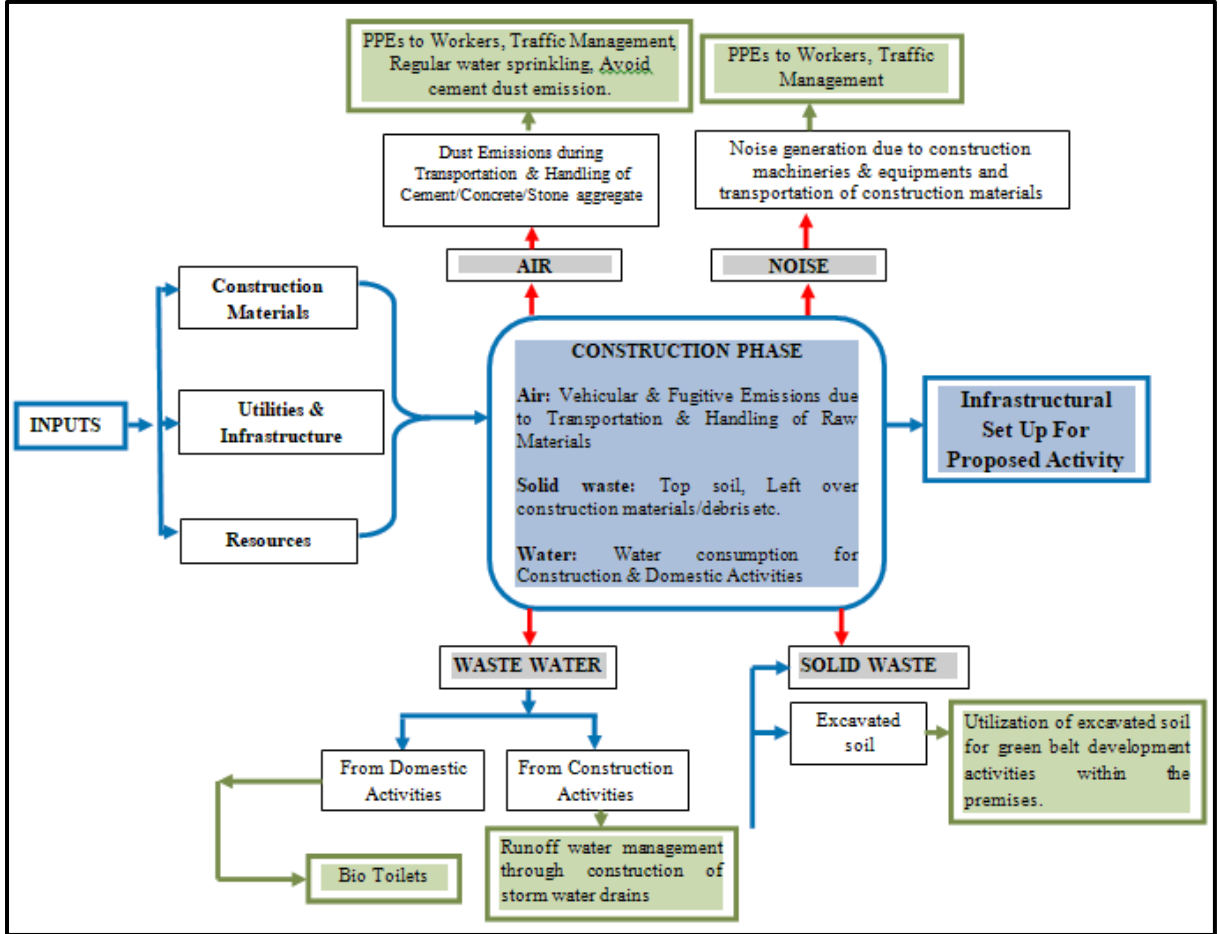 PPEs to Workers, Traffic Management,
Regular water sprinkling, Avoid
cement dust emission.
PPEs to Workers, Traffic
Management
Dust Emissions during
Transportation & Handling of
Cement/Concrete/Stone aggregate
Noise generation due to construction
machineries & equipments and
transportation of construction materials
AIR
NOISE
Construction
Materials
CONSTRUCTION PHASE
Air: Vehicular & Fugitive Emissions due
to Transportation & Handling of Raw
Materials
Solid waste: Top soil, Left over
construction materials/debris etc.
Water: Water consumption for
Construction & Domestic Activities
INPUTS
Utilities &
Infrastructure
Infrastructural
Set Up For
Proposed Activity
Resources
WASTE WATER
SOLID WASTE
Excavated
soil
Utilization of excavated soil
for green belt development
activities within the
premises.
From Domestic
Activities
From Construction
Activities
Bio Toilets
Runoff water management
through construction of
storm water drains